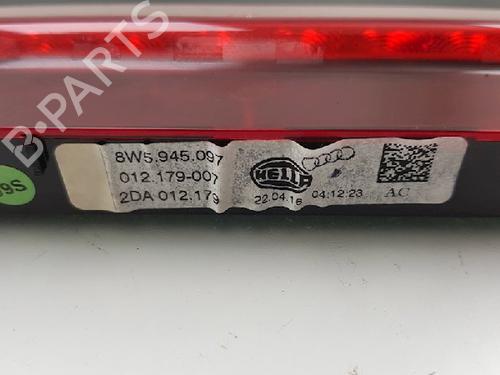 8W5.945.097
012.179-007
2DA 012.179
HELLA
22.04.16 04:12:23
AC
B-PARTS